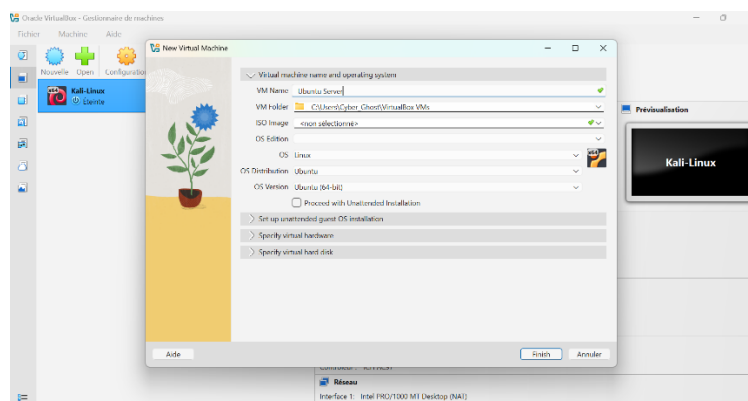 Oracle VirtualBox - Gestionnaire de machines
Fichier Machine Aide
Nouvelle Open Configuration
Kali-Linux
Éteinte
New Virtual Machine
Virtual machine name and operating system
VM Name Ubuntu Server
VM Folder C:\Users\Cyber_Ghost\VirtualBox VMs
ISO Image <non sélectionné>
OS Edition
OS Linux
OS Distribution Ubuntu
OS Version Ubuntu (64-bit)
Proceed with Unattended Installation
Set up unattended guest OS installation
Specify virtual hardware
Specify virtual hard disk
Aide Finish Annuler
Prévisualisation
Kali-Linux
Réseau
Interface 1: Intel PRO/1000 MT Desktop (NAT)